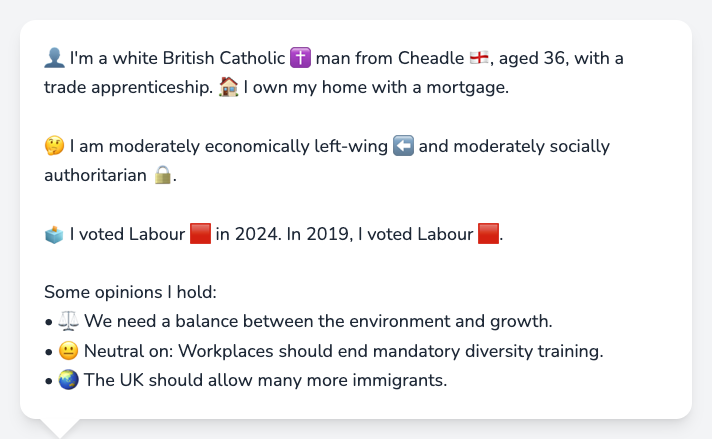 👤 I'm a white British Catholic ✝️ man from Cheadle 🏴󠁧󠁢󠁥󠁮󠁧󠁿, aged 36, with a
trade apprenticeship. 🏠 I own my home with a mortgage.
🤔 I am moderately economically left-wing ⬅️ and moderately socially
authoritarian 🔒.
🗳️ I voted Labour 🟥 in 2024. In 2019, I voted Labour 🟥.
Some opinions I hold:
• ⚖️ We need a balance between the environment and growth.
• 😐 Neutral on: Workplaces should end mandatory diversity training.
• 🌏 The UK should allow many more immigrants.